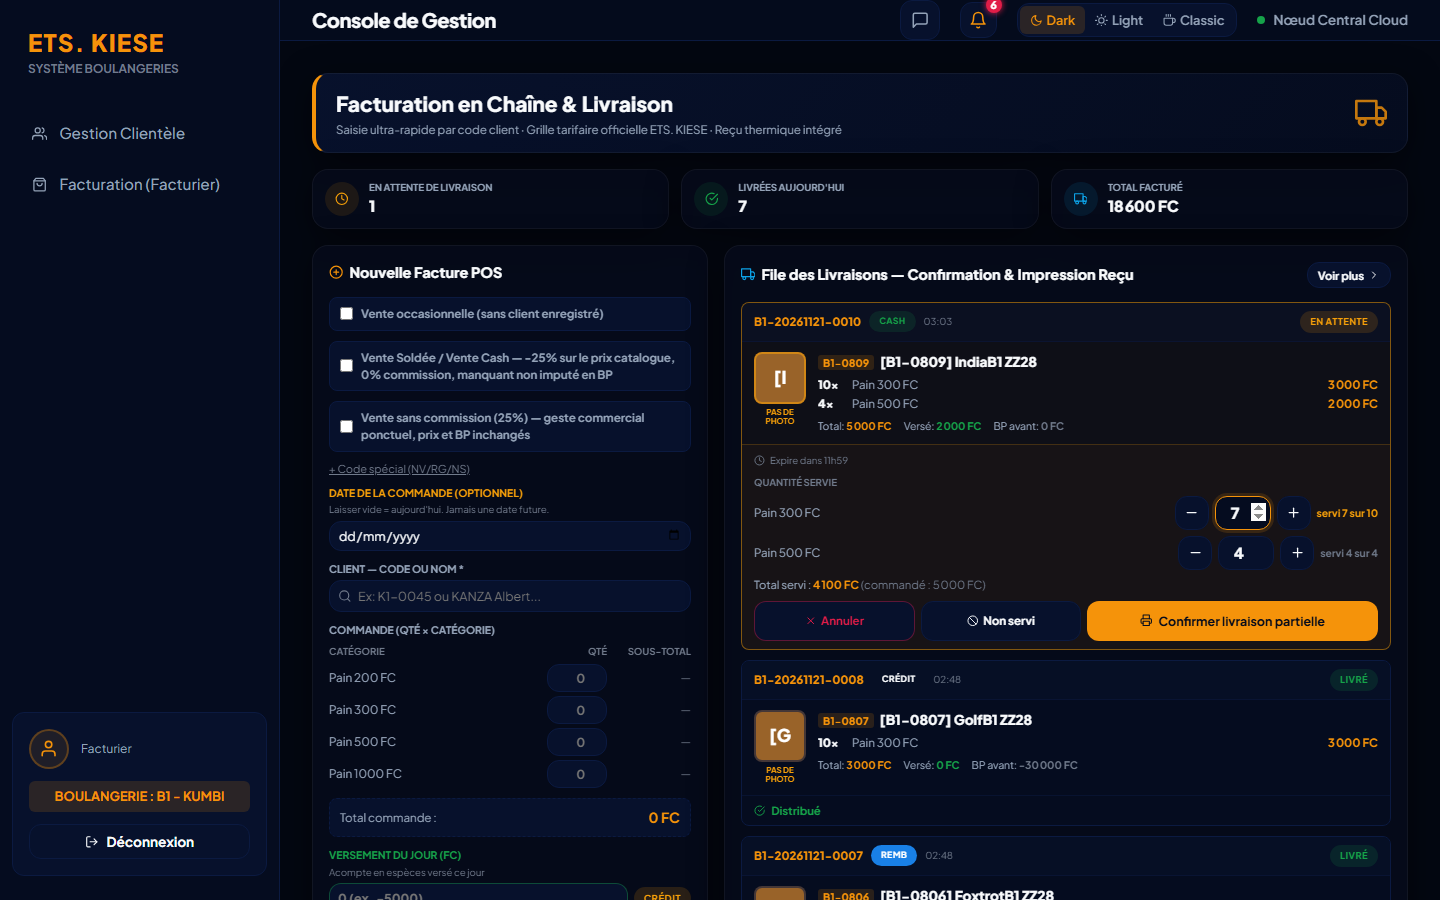 ETS. KIESE
SYSTÈME BOULANGERIES
Gestion Clientèle
Facturation (Facturier)
Facturier
BOULANGERIE : B1 - KUMBI
Déconnexion
Console de Gestion
6
Dark
Light
Classic
Nœud Central Cloud
Facturation en Chaîne & Livraison
Saisie ultra-rapide par code client · Grille tarifaire officielle ETS. KIESE · Reçu thermique intégré
EN ATTENTE DE LIVRAISON
1
LIVRÉES AUJOURD'HUI
7
TOTAL FACTURÉ
18 600 FC
Nouvelle Facture POS
Vente occasionnelle (sans client enregistré)
Vente Soldée / Vente Cash — -25% sur le prix catalogue,
0% commission, manquant non imputé en BP
Vente sans commission (25%) — geste commercial
ponctuel, prix et BP inchangés
+ Code spécial (NV/RG/NS)
DATE DE LA COMMANDE (OPTIONNEL)
Laisser vide = aujourd'hui. Jamais une date future.
dd/mm/yyyy
CLIENT — CODE OU NOM *
Ex: K1-0045 ou KANZA Albert...
COMMANDE (QTÉ × CATÉGORIE)
CATÉGORIE QTÉ SOUS-TOTAL
Pain 200 FC 0 —
Pain 300 FC 0 —
Pain 500 FC 0 —
Pain 1000 FC 0 —
Total commande : 0 FC
VERSEMENT DU JOUR (FC)
Acompte en espèces versé ce jour
0 (ex. -5000) CRÉDIT
File des Livraisons — Confirmation & Impression Reçu
Voir plus
B1-20261121-0010 CASH 03:03 EN ATTENTE
[I
PAS DE
PHOTO
B1-0809 [B1-0809] IndiaB1 ZZ28
10× Pain 300 FC 3 000 FC
4× Pain 500 FC 2 000 FC
Total: 5 000 FC Versé: 2 000 FC BP avant: 0 FC
Expire dans 11h59
QUANTITÉ SERVIE
Pain 300 FC − 7 + servi 7 sur 10
Pain 500 FC − 4 + servi 4 sur 4
Total servi : 4 100 FC (commandé : 5 000 FC)
Annuler
Non servi
Confirmer livraison partielle
B1-20261121-0008 CRÉDIT 02:48 LIVRÉ
[G
PAS DE
PHOTO
B1-0807 [B1-0807] GolfB1 ZZ28
10× Pain 300 FC 3 000 FC
Total: 3 000 FC Versé: 0 FC BP avant: -30 000 FC
Distribué
B1-20261121-0007 REMB 02:48 LIVRÉ
B1-0806 [B1-0806] FoxtrotB1 ZZ28